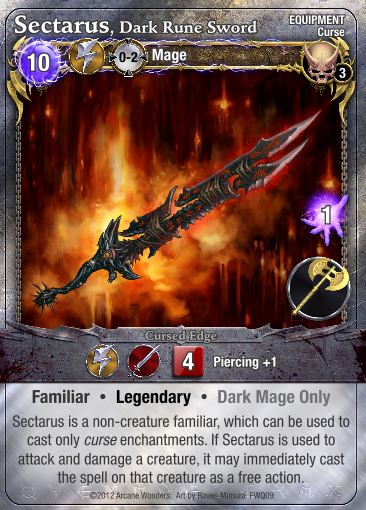 Sectarus, Dark Rune Sword
EQUIPMENT
Curse
10
0-2
Mage
3
1
Cursed Edge
4
Piercing +1
Familiar • Legendary • Dark Mage Only
Sectarus is a non-creature familiar, which can be used to
cast only curse enchantments. If Sectarus is used to
attack and damage a creature, it may immediately cast
the spell on that creature as a free action.
©2012 Arcane Wonders. Art by Raven-Mimura. FWQ09